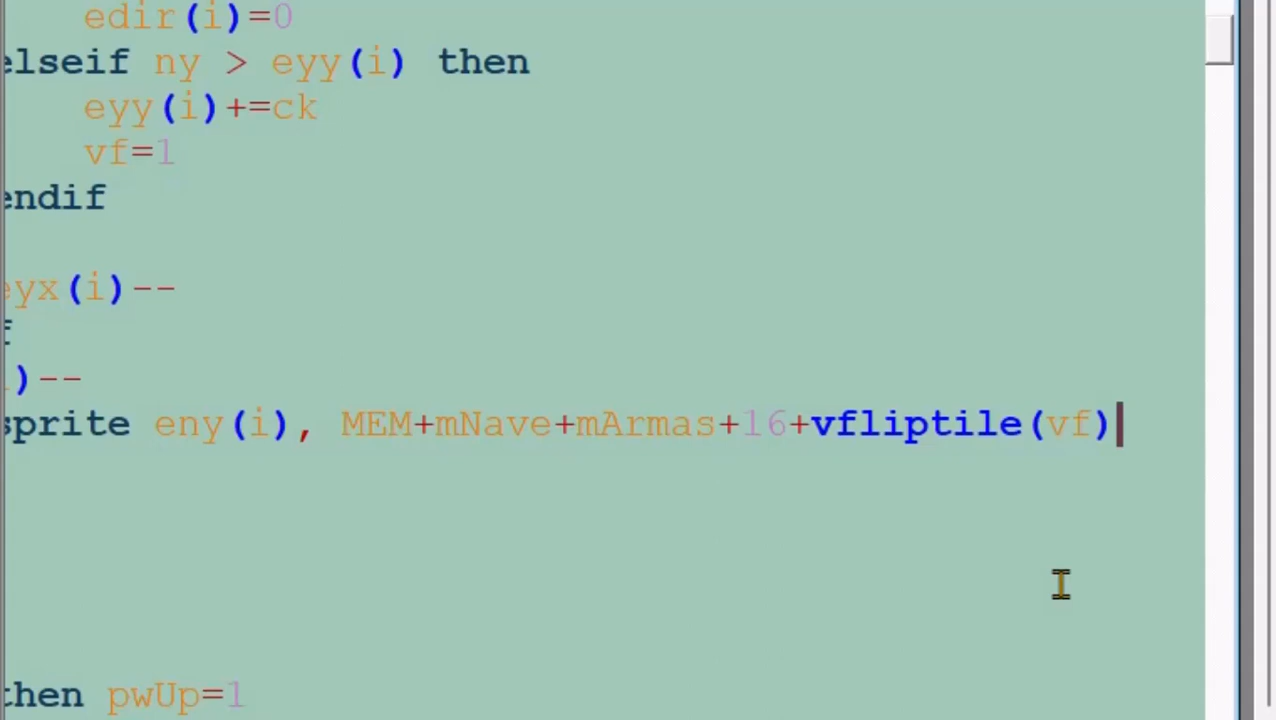 edir(i)=0
elseif ny > eyy(i) then
eyy(i)+=ck
vf=1
endif
eyx(i)--
)--
sprite eny(i), MEM+mNave+mArmas+16+vfliptile(vf)
then pwUp=1